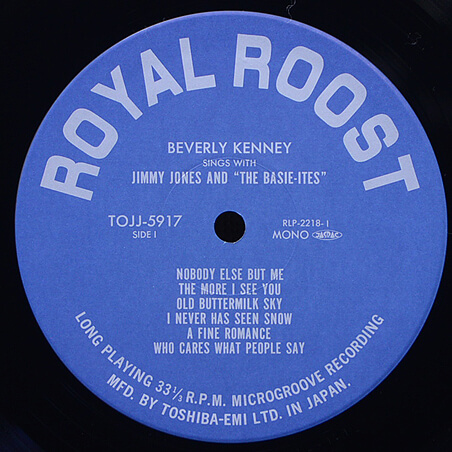 ROYAL ROOST
BEVERLY KENNEY
SINGS WITH
JIMMY JONES AND "THE BASIE-ITES"
TOJJ-5917
SIDE I
RLP-2218-I
MONO JASRAC
NOBODY ELSE BUT ME
THE MORE I SEE YOU
OLD BUTTERMILK SKY
I NEVER HAS SEEN SNOW
A FINE ROMANCE
WHO CARES WHAT PEOPLE SAY
LONG PLAYING 33 1/3 R.P.M. MICROGROOVE RECORDING
MFD. BY TOSHIBA-EMI LTD. IN JAPAN.